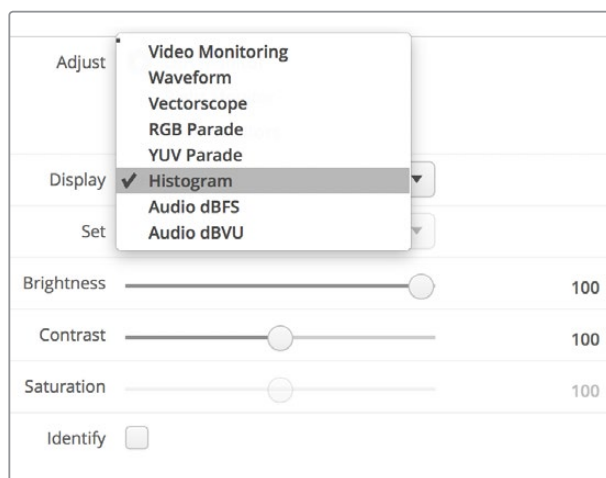 Adjust
Video Monitoring
Waveform
Vectorscope
RGB Parade
YUV Parade
Display ✓ Histogram
Audio dBFS
Set Audio dBVU
Brightness 100
Contrast 100
Saturation 100
Identify